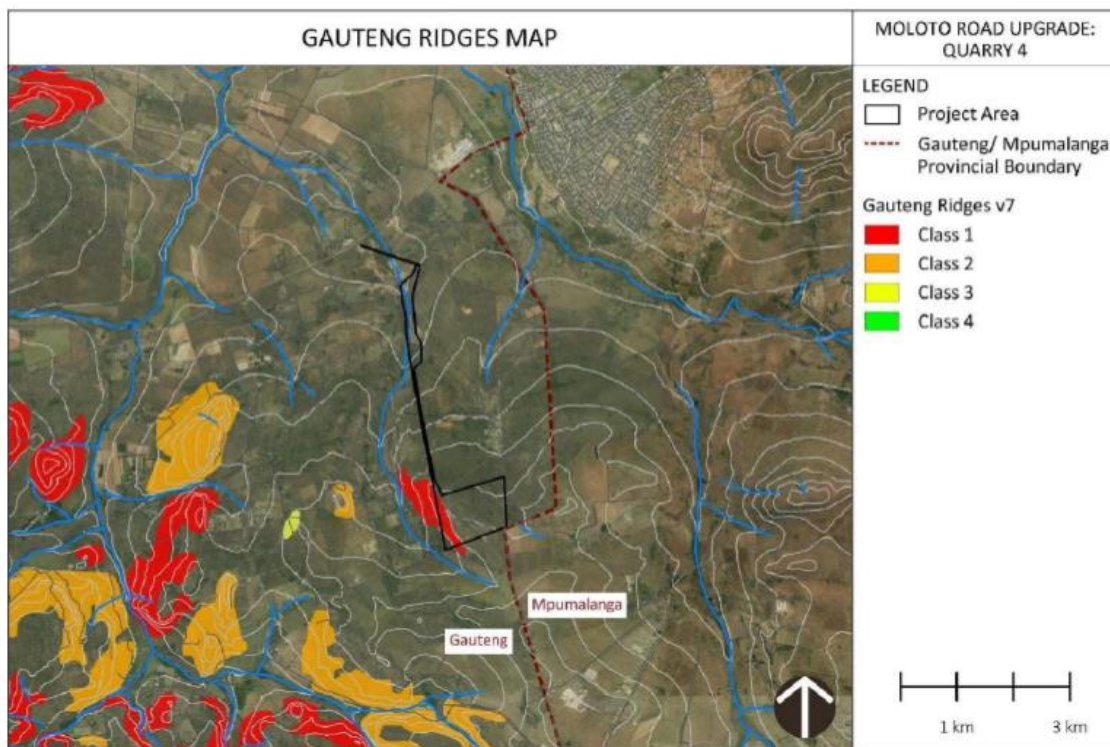 GAUTENG RIDGES MAP
MOLOTO ROAD UPGRADE:
QUARRY 4
LEGEND
Project Area
Gauteng/ Mpumalanga
Provincial Boundary
Gauteng Ridges v7
Class 1
Class 2
Class 3
Class 4
Mpumalanga
Gauteng
1 km
3 km